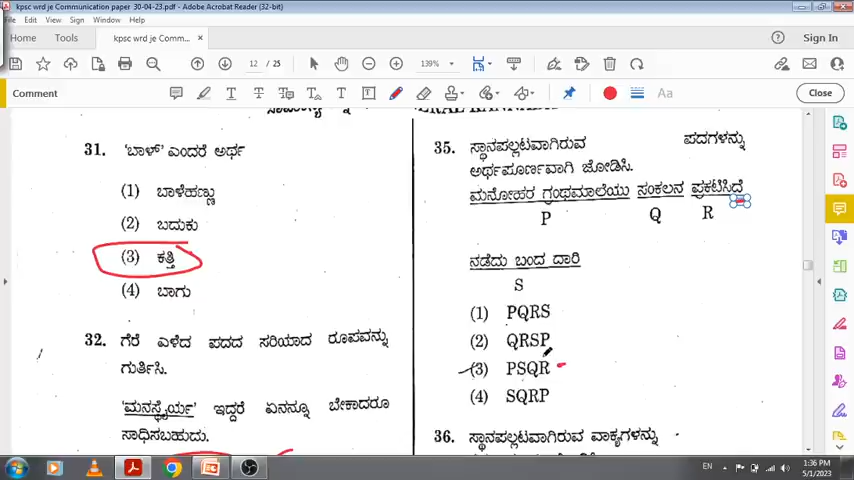 kpsc wrd je Communication paper 30-04-23.pdf - Adobe Acrobat Reader (32-bit)
File Edit View Sign Window Help
Home Tools kpsc wrd je Comm... × Sign In
12 / 25 139%
Comment Close
31. 'ಬಾಳ್' ಎಂದರೆ ಅರ್ಥ
(1) ಬಾಳೆಹಣ್ಣು
(2) ಬದುಕು
(3) ಕತ್ತಿ
(4) ಬಾಗು
32. ಗೆರೆ ಎಳೆದ ಪದದ ಸರಿಯಾದ ರೂಪವನ್ನು
ಗುರ್ತಿಸಿ.
'ಮನಸ್ಥೈರ್ಯ' ಇದ್ದರೆ ಏನನ್ನೂ ಬೇಕಾದರೂ
ಸಾಧಿಸಬಹುದು.
35. ಸ್ಥಾನಪಲ್ಲಟವಾಗಿರುವ ಪದಗಳನ್ನು
ಅರ್ಥಪೂರ್ಣವಾಗಿ ಜೋಡಿಸಿ.
ಮನೋಹರ ಗ್ರಂಥಮಾಲೆಯು ಸಂಕಲನ ಪ್ರಕಟಿಸಿದೆ
P Q R
ನಡೆದು ಬಂದ ದಾರಿ
S
(1) PQRS
(2) QRSP
(3) PSQR
(4) SQRP
36. ಸ್ಥಾನಪಲ್ಲಟವಾಗಿರುವ ವಾಕ್ಯಗಳನ್ನು
EN 1:36 PM
5/1/2023